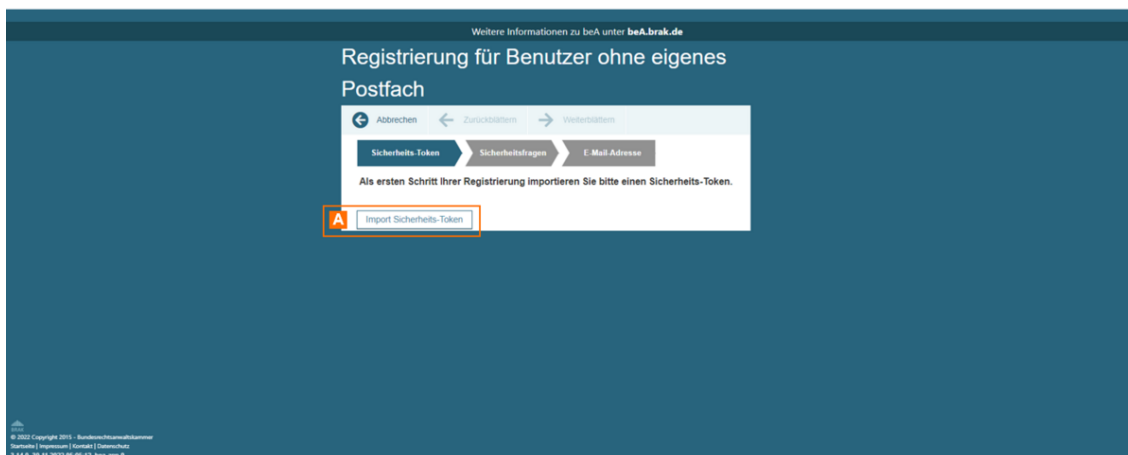 Weitere Informationen zu beA unter beA.brak.de
Registrierung für Benutzer ohne eigenes
Postfach
Abbrechen Zurückblättern Weiterblättern
Sicherheits-Token Sicherheitsfragen E-Mail-Adresse
Als ersten Schritt Ihrer Registrierung importieren Sie bitte einen Sicherheits-Token.
A Import Sicherheits-Token
BRAK
© 2022 Copyright 2015 - Bundesrechtsanwaltskammer
Startseite | Impressum | Kontakt | Datenschutz